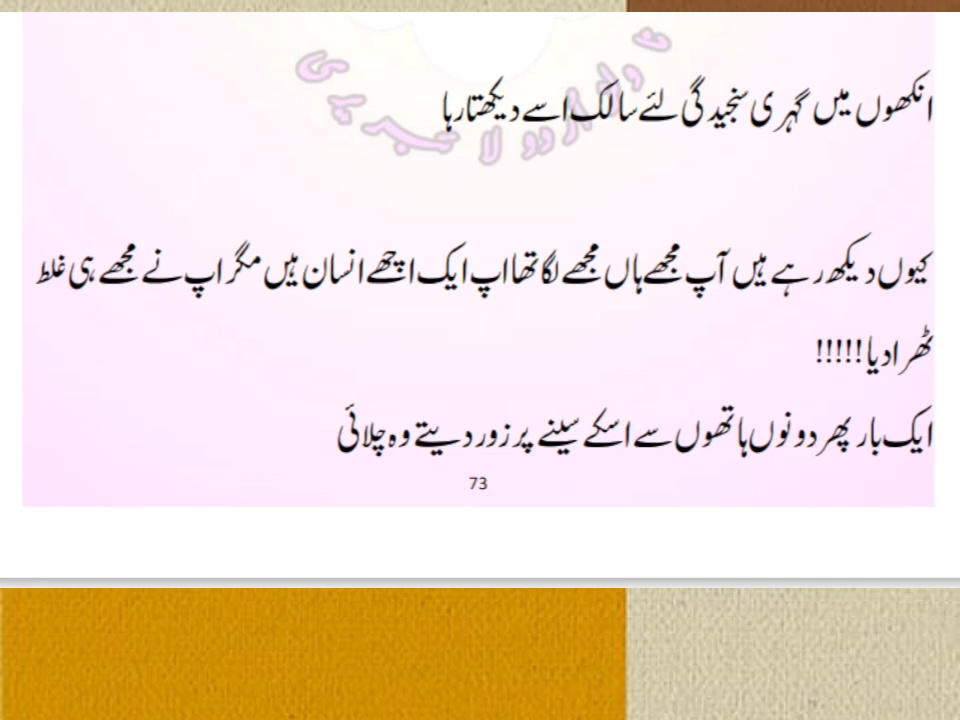 انکھوں میں گہری سنجیدگی لئے سالک اسے دیکھتا رہا
کیوں دیکھ رہے ہیں آپ مجھے ہاں مجھے لگا تھا اپ ایک اچھے انسان ہیں مگر اپ نے مجھے ہی غلط
ٹھرا دیا!!!!!
ایک بار پھر دونوں ہاتھوں سے اسکے سینے پر زور دیتے وہ چلائی
73